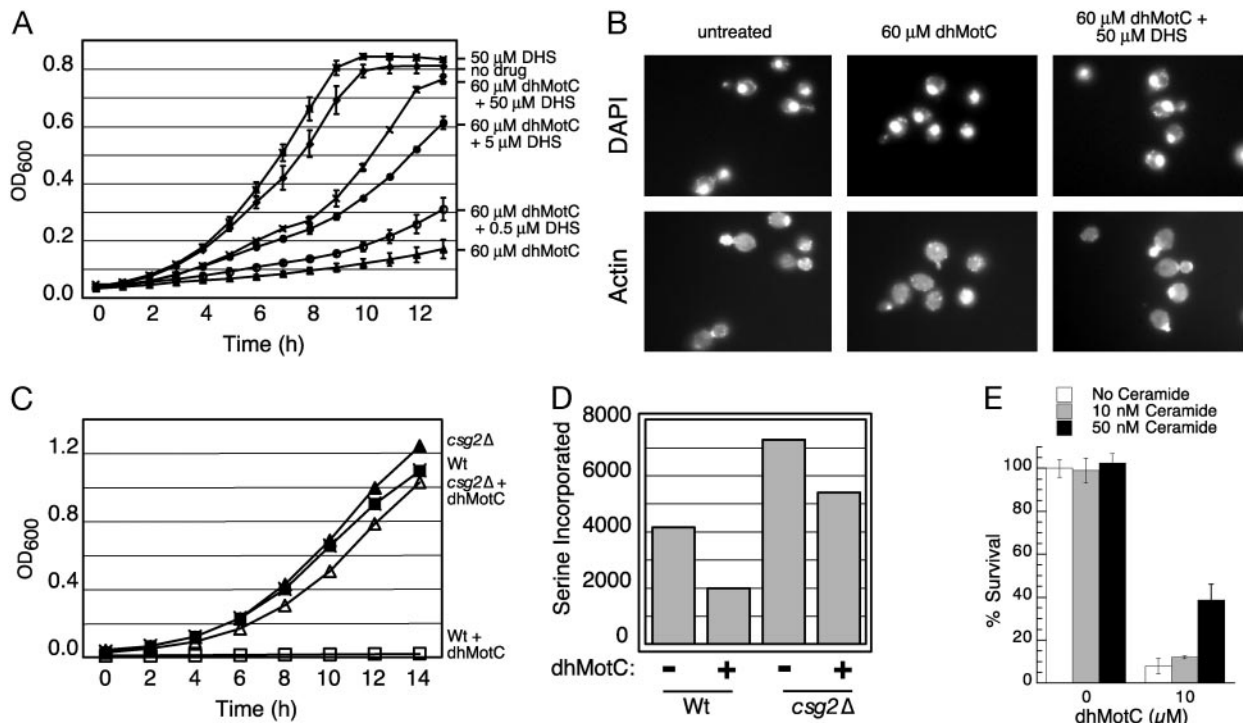 A
0.8
0.6
0.4
0.2
0.0
OD600
0 2 4 6 8 10 12
Time (h)
50 μM DHS
no drug
60 μM dhMotC
+ 50 μM DHS
60 μM dhMotC
+ 5 μM DHS
60 μM dhMotC
+ 0.5 μM DHS
60 μM dhMotC
B
untreated
60 μM dhMotC
60 μM dhMotC +
50 μM DHS
DAPI
Actin
C
1.2
0.8
0.4
0.0
OD600
0 2 4 6 8 10 12 14
Time (h)
csg2Δ
Wt
csg2Δ +
dhMotC
Wt +
dhMotC
D
8000
6000
4000
2000
0
Serine Incorporated
dhMotC: - + - +
Wt csg2Δ
E
No Ceramide
10 nM Ceramide
50 nM Ceramide
100
80
60
40
20
0
% Survival
0 10
dhMotC (μM)